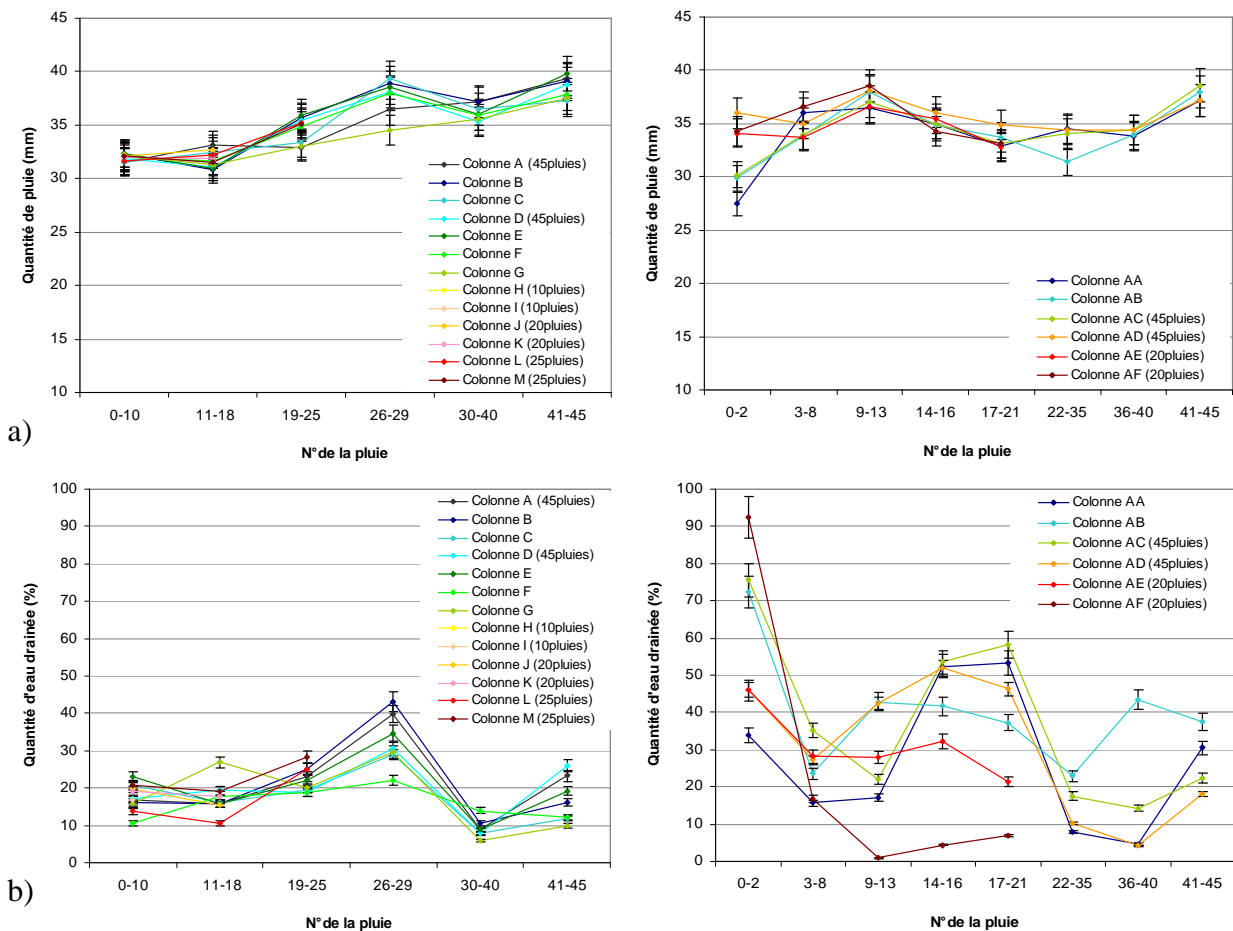 45
40
35
30
25
20
15
10
Quantité de pluie (mm)
Colonne A (45pluies)
Colonne B
Colonne C
Colonne D (45pluies)
Colonne E
Colonne F
Colonne G
Colonne H (10pluies)
Colonne I (10pluies)
Colonne J (20pluies)
Colonne K (20pluies)
Colonne L (25pluies)
Colonne M (25pluies)
0-10 11-18 19-25 26-29 30-40 41-45
N°de la pluie
a)
45
40
35
30
25
20
15
10
Quantité de pluie (mm)
Colonne AA
Colonne AB
Colonne AC (45pluies)
Colonne AD (45pluies)
Colonne AE (20pluies)
Colonne AF (20pluies)
0-2 3-8 9-13 14-16 17-21 22-35 36-40 41-45
N°de la pluie
100
90
80
70
60
50
40
30
20
10
0
Quantité d'eau drainée (%)
Colonne A (45pluies)
Colonne B
Colonne C
Colonne D (45pluies)
Colonne E
Colonne F
Colonne G
Colonne H (10pluies)
Colonne I (10pluies)
Colonne J (20pluies)
Colonne K (20pluies)
Colonne L (25pluies)
Colonne M (25pluies)
0-10 11-18 19-25 26-29 30-40 41-45
N°de la pluie
b)
100
90
80
70
60
50
40
30
20
10
0
Quantité d'eau drainée (%)
Colonne AA
Colonne AB
Colonne AC (45pluies)
Colonne AD (45pluies)
Colonne AE (20pluies)
Colonne AF (20pluies)
0-2 3-8 9-13 14-16 17-21 22-35 36-40 41-45
N°de la pluie